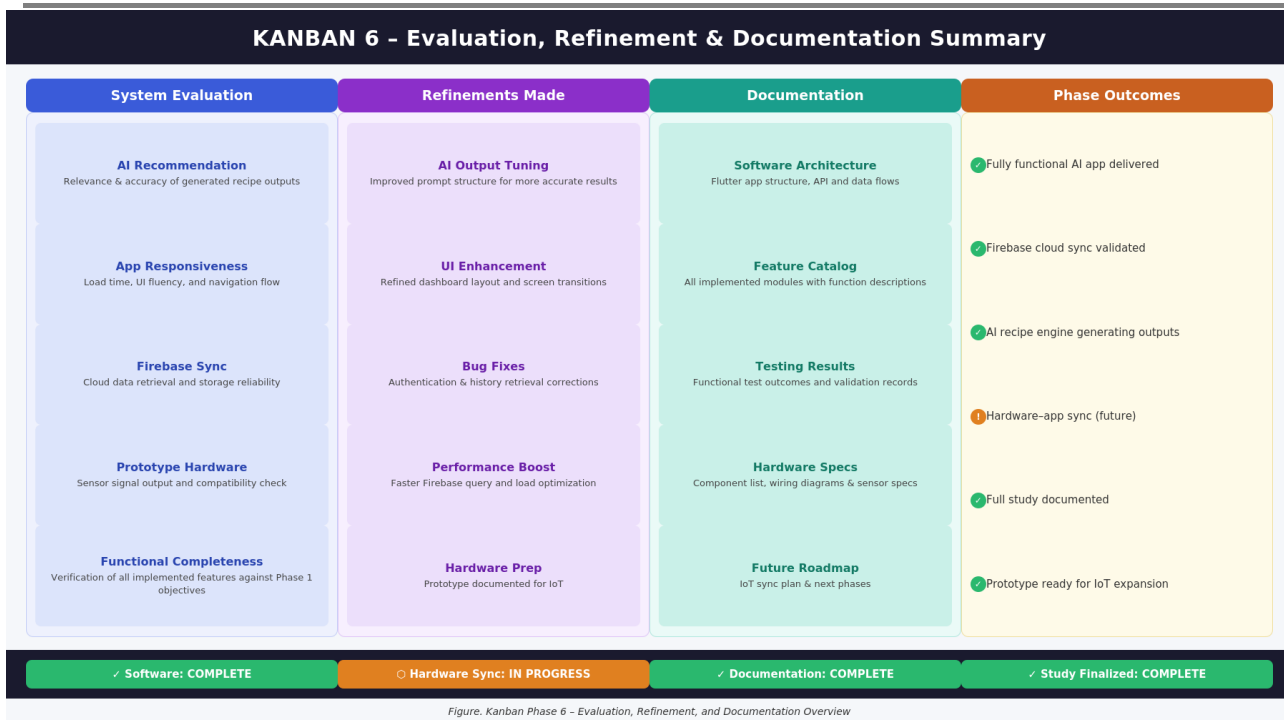 KANBAN 6 – Evaluation, Refinement & Documentation Summary
System Evaluation
AI Recommendation
Relevance & accuracy of generated recipe outputs
App Responsiveness
Load time, UI fluency, and navigation flow
Firebase Sync
Cloud data retrieval and storage reliability
Prototype Hardware
Sensor signal output and compatibility check
Functional Completeness
Verification of all implemented features against Phase 1
objectives
Refinements Made
AI Output Tuning
Improved prompt structure for more accurate results
UI Enhancement
Refined dashboard layout and screen transitions
Bug Fixes
Authentication & history retrieval corrections
Performance Boost
Faster Firebase query and load optimization
Hardware Prep
Prototype documented for IoT
Documentation
Software Architecture
Flutter app structure, API and data flows
Feature Catalog
All implemented modules with function descriptions
Testing Results
Functional test outcomes and validation records
Hardware Specs
Component list, wiring diagrams & sensor specs
Future Roadmap
IoT sync plan & next phases
Phase Outcomes
✓ Fully functional AI app delivered
✓ Firebase cloud sync validated
✓ AI recipe engine generating outputs
! Hardware–app sync (future)
✓ Full study documented
✓ Prototype ready for IoT expansion
✓ Software: COMPLETE
○ Hardware Sync: IN PROGRESS
✓ Documentation: COMPLETE
✓ Study Finalized: COMPLETE
Figure. Kanban Phase 6 – Evaluation, Refinement, and Documentation Overview